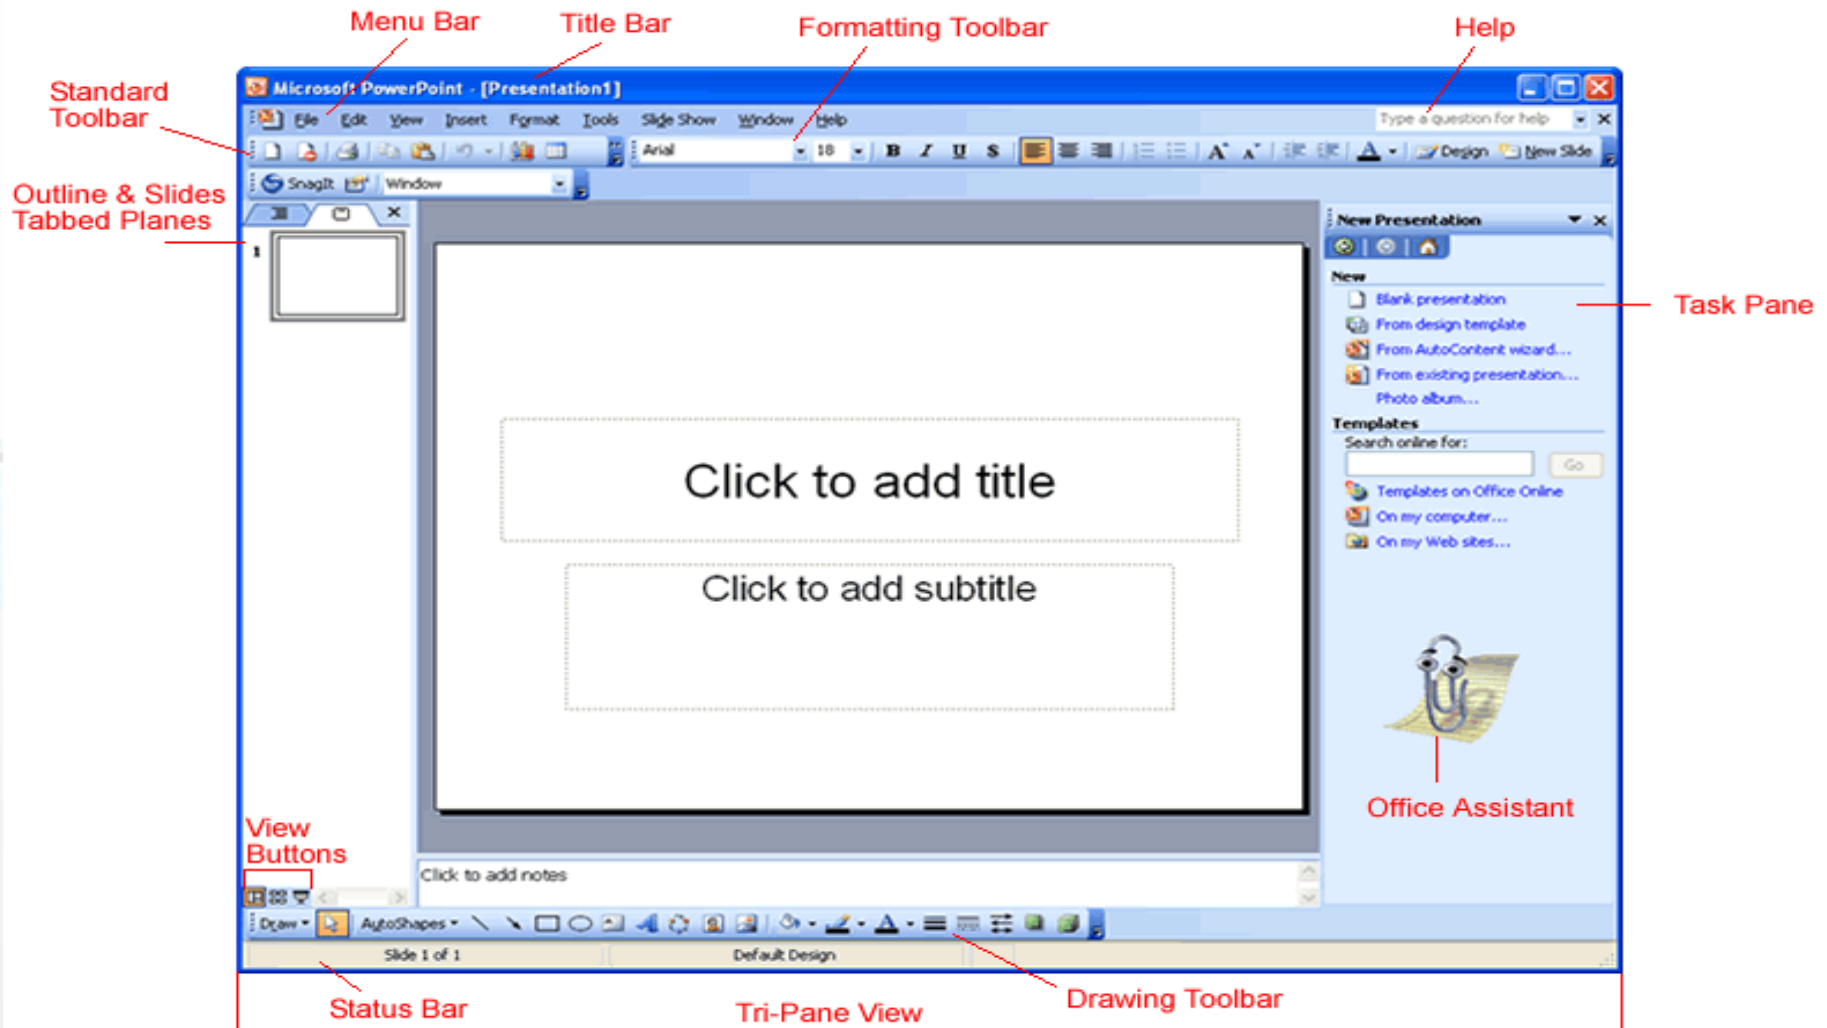 Menu Bar
Title Bar
Formatting Toolbar
Help
Standard
Toolbar
Microsoft PowerPoint - [Presentation1]
File Edit View Insert Format Tools Slide Show Window Help
Type a question for help
Arial 18 B I U S A A A Design New Slide
SnagIt Window
Outline & Slides
Tabbed Planes
1
New Presentation
New
Blank presentation
From design template
From AutoContent wizard...
From existing presentation...
Photo album...
Templates
Search online for:
Go
Templates on Office Online
On my computer...
On my Web sites...
Task Pane
Click to add title
Click to add subtitle
Office Assistant
View
Buttons
Click to add notes
Draw AutoShapes A A
Slide 1 of 1 Default Design
Status Bar
Tri-Pane View
Drawing Toolbar